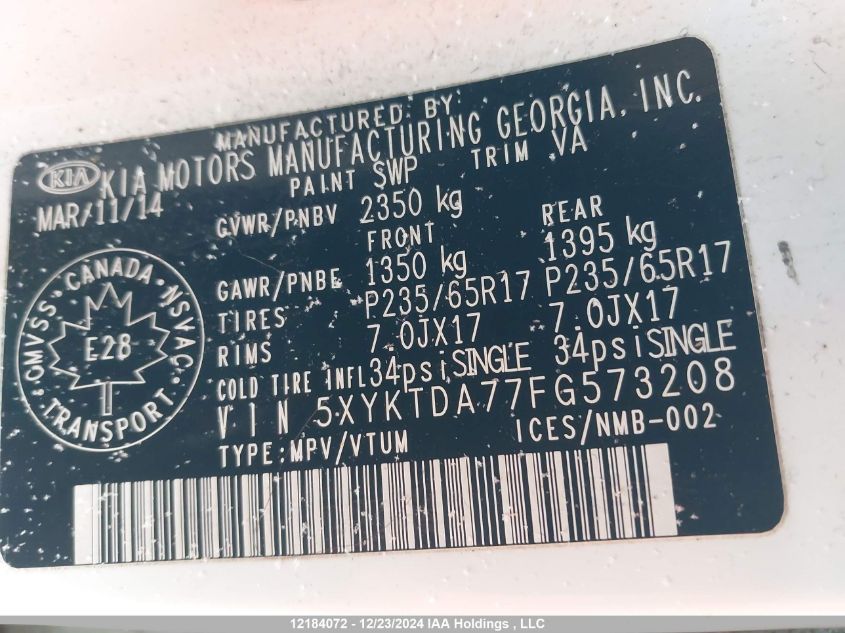 MANUFACTURED BY:
KIA KIA MOTORS MANUFACTURING GEORGIA, INC.
MAR/11/14 PAINT SWP TRIM VA
GVWR/PNBV 2350 kg
FRONT REAR
GAWR/PNBE 1350 kg 1395 kg
TIRES P235/65R17 P235/65R17
RIMS 7.0JX17 7.0JX17
COLD TIRE INFL 34psiSINGLE 34psiSINGLE
VIN 5XYKTDA77FG573208
TYPE:MPV/VTUM ICES/NMB-002
CMVSS · CANADA · NSVAC · TRANSPORT ·
E28
12184072 - 12/23/2024 IAA Holdings , LLC